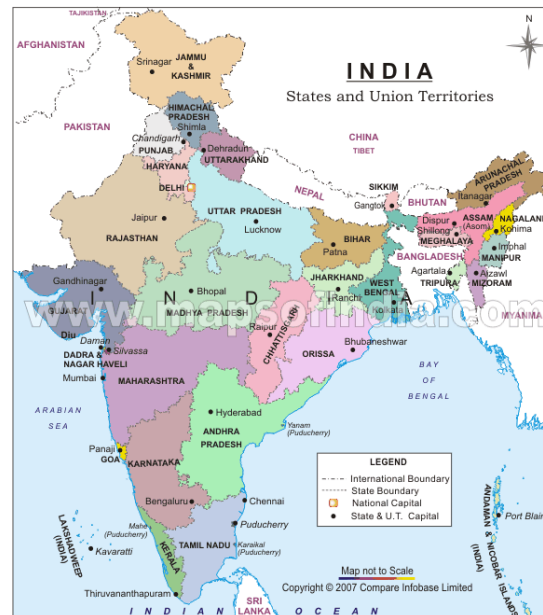 TAJIKISTAN
AFGHANISTAN
N
JAMMU
&
KASHMIR
Srinagar
INDIA
States and Union Territories
HIMACHAL
PRADESH
Shimla
PAKISTAN
Chandigarh
PUNJAB
Dehradun
UTTARAKHAND
CHINA
TIBET
HARYANA
DELHI
NEPAL
SIKKIM
Gangtok
BHUTAN
ARUNACHAL
PRADESH
Itanagar
Jaipur
RAJASTHAN
UTTAR PRADESH
Lucknow
BIHAR
Patna
Dispur
Shillong
MEGHALAYA
ASSAM
(Asom)
NAGALAND
Kohima
Imphal
MANIPUR
BANGLADESH
Agartala
TRIPURA
Aizawl
MIZORAM
MYANMAR
Gandhinagar
GUJARAT
I N D I A
Bhopal
MADHYA PRADESH
JHARKHAND
Ranchi
WEST
BENGAL
Kolkata
www.mapsofindia.com
Diu
Daman
Silvassa
DADRA &
NAGAR HAVELI
Mumbai
MAHARASHTRA
Raipur
CHHATTISGARH
ORISSA
Bhubaneshwar
BAY
OF
BENGAL
ARABIAN
SEA
Hyderabad
ANDHRA
PRADESH
Yanam
(Puducherry)
Panaji
GOA
KARNATAKA
Bengaluru
Chennai
Mahe
(Puducherry)
Puducherry
Karaikal
(Puducherry)
TAMIL NADU
KERALA
Thiruvananthapuram
LAKSHADWEEP
(INDIA)
Kavaratti
LEGEND
International Boundary
State Boundary
National Capital
State & U.T. Capital
ANDAMAN & NICOBAR ISLANDS
(INDIA)
Port Blair
Map not to Scale
Copyright © 2007 Compare Infobase Limited
SRI
LANKA
INDIAN OCEAN